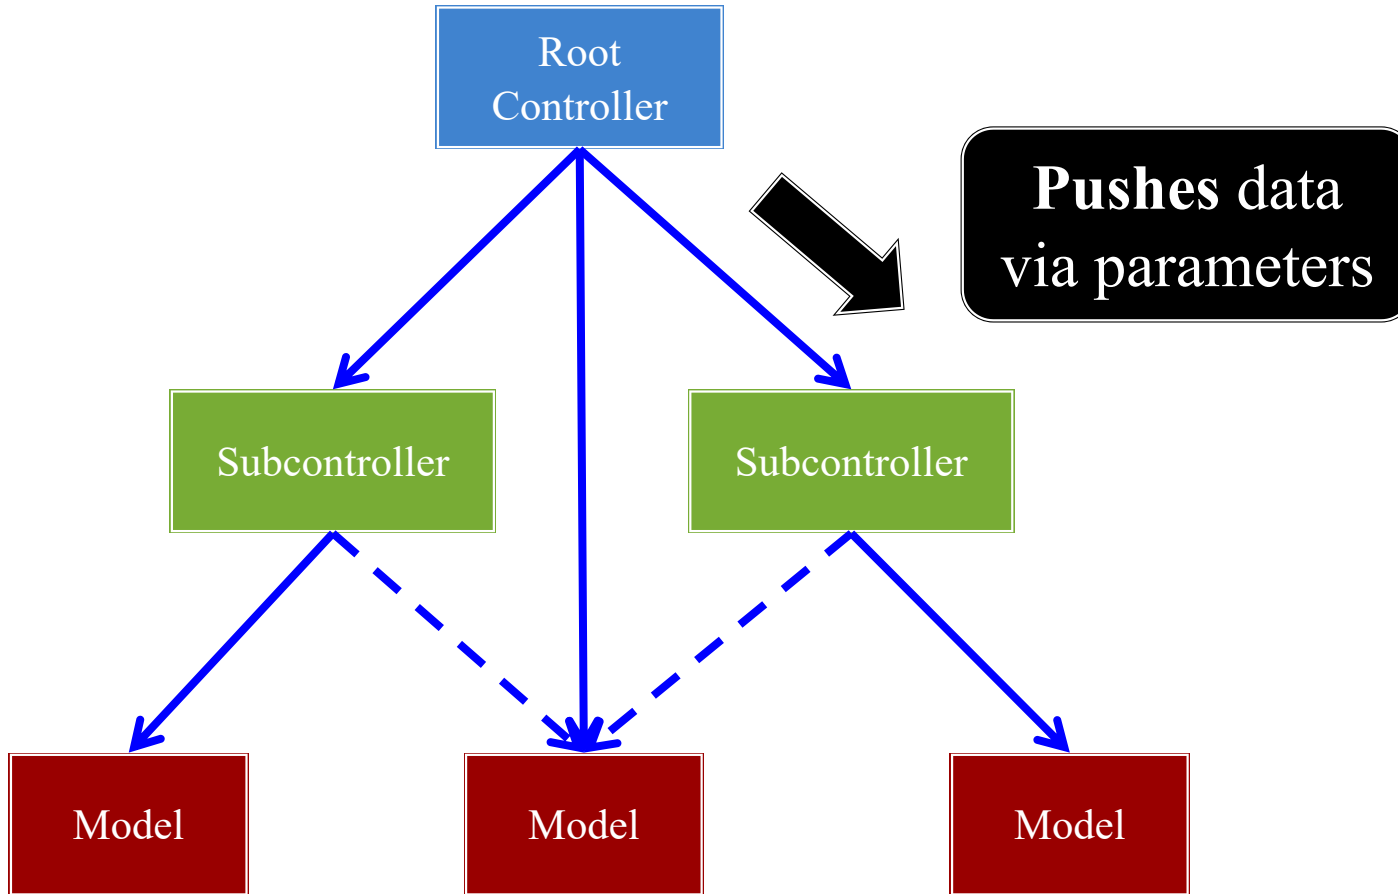 Root
Controller
Pushes data
via parameters
Subcontroller
Subcontroller
Model
Model
Model